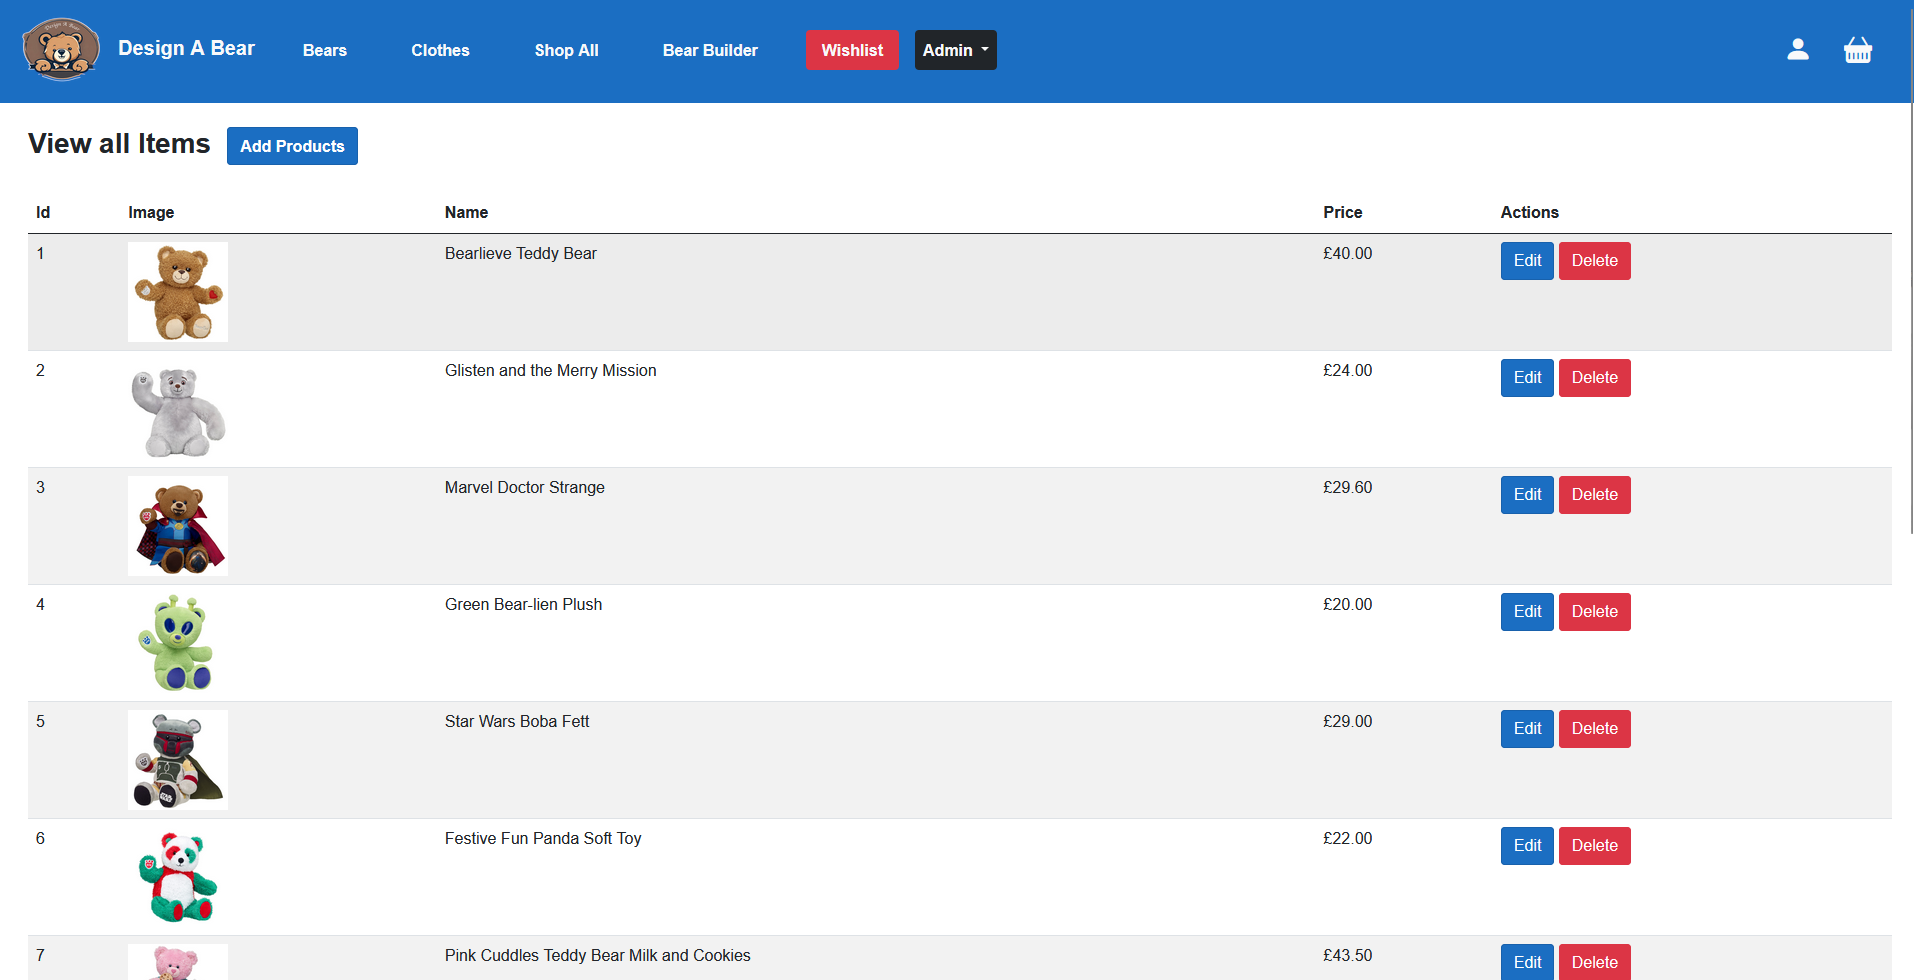 Design A Bear
Design A Bear Bears Clothes Shop All Bear Builder Wishlist Admin
View all Items Add Products
Id Image Name Price Actions
1 Bearlieve Teddy Bear £40.00 Edit Delete
2 Glisten and the Merry Mission £24.00 Edit Delete
3 Marvel Doctor Strange £29.60 Edit Delete
4 Green Bear-lien Plush £20.00 Edit Delete
5 Star Wars Boba Fett £29.00 Edit Delete
6 Festive Fun Panda Soft Toy £22.00 Edit Delete
7 Pink Cuddles Teddy Bear Milk and Cookies £43.50 Edit Delete